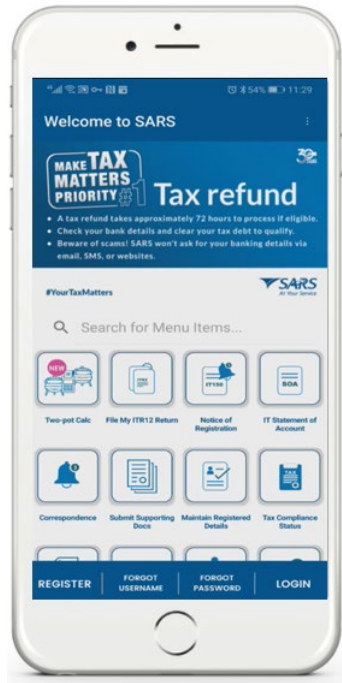 54% 11:29
Welcome to SARS
MAKE TAX
MATTERS
PRIORITY #1
Tax refund
• A tax refund takes approximately 72 hours to process if eligible.
• Check your bank details and clear your tax debt to qualify.
• Beware of scams! SARS won't ask for your banking details via
email, SMS, or websites.
#YourTaxMatters
SARS
At Your Service
Search for Menu Items...
NEW
ITR12
IT150
SOA
Two-pot Calc
File My ITR12 Return
Notice of
Registration
IT Statement of
Account
TAX
Correspondence
Submit Supporting
Docs
Maintain Registered
Details
Tax Compliance
Status
REGISTER
FORGOT
USERNAME
FORGOT
PASSWORD
LOGIN